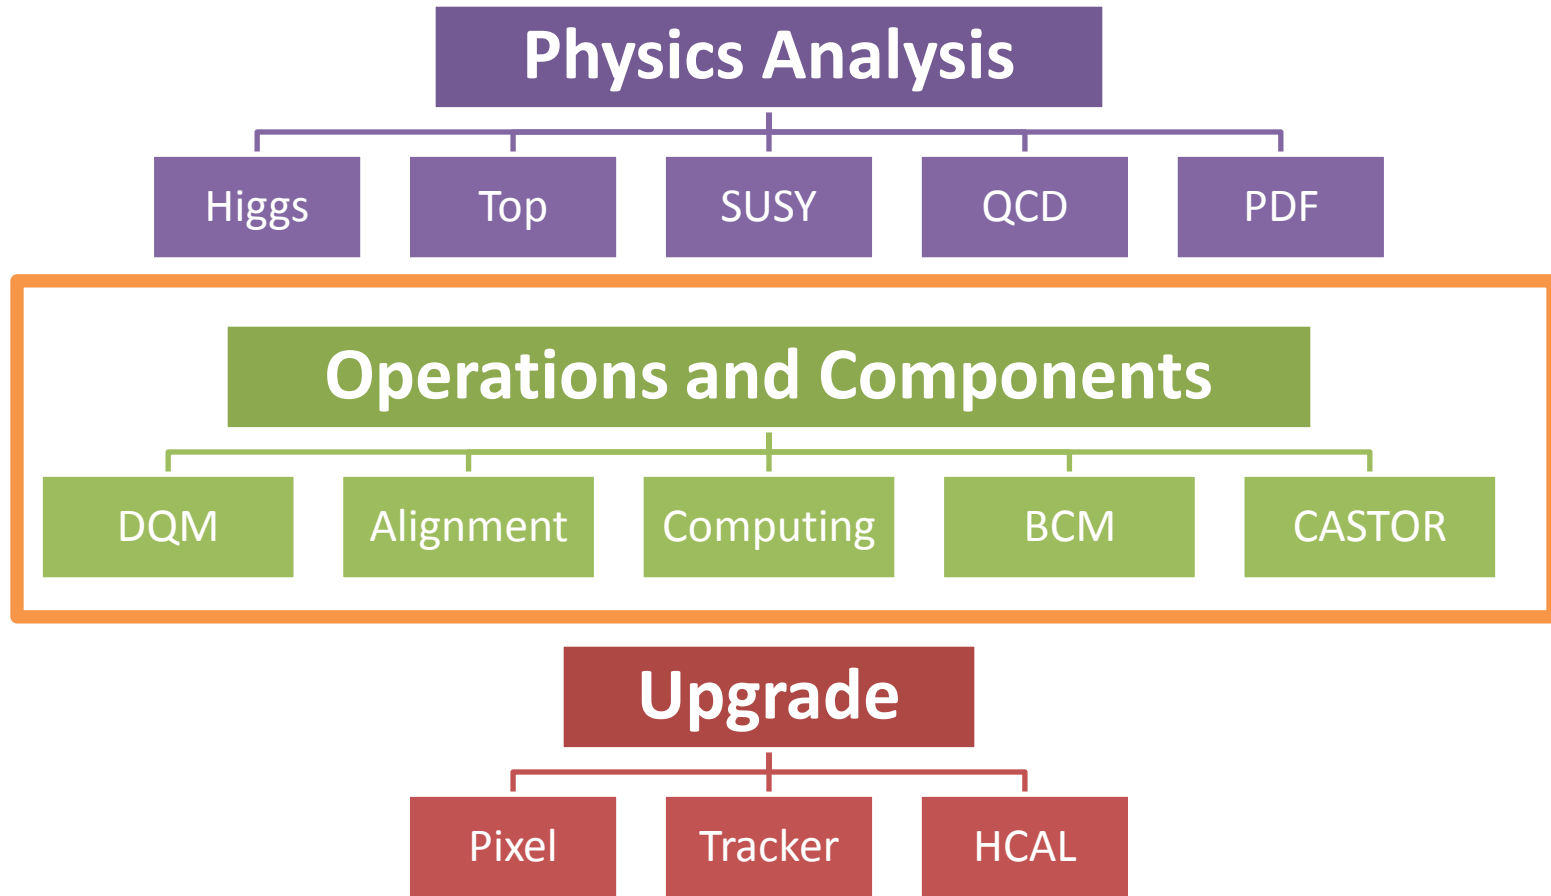 Physics Analysis
Higgs
Top
SUSY
QCD
PDF
Operations and Components
DQM
Alignment
Computing
BCM
CASTOR
Upgrade
Pixel
Tracker
HCAL